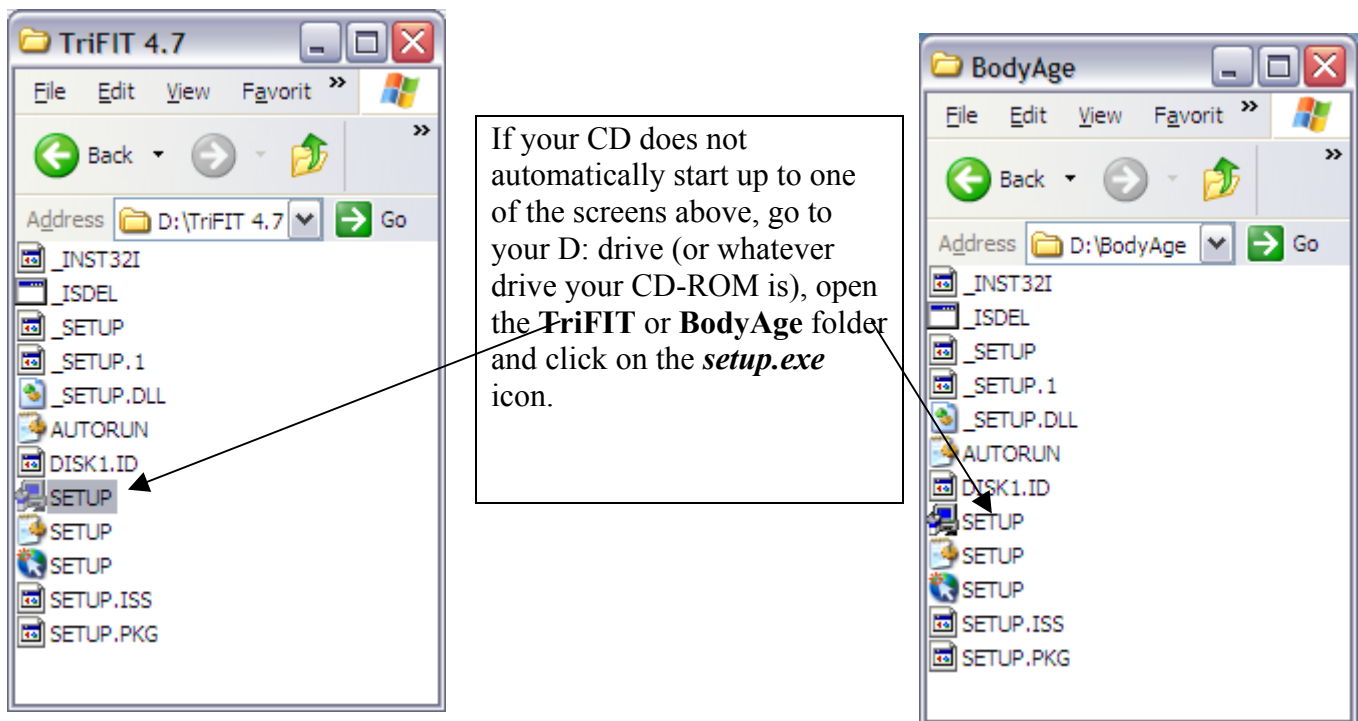 TriFIT 4.7
File Edit View Favorit »
Back »
Address D:\TriFIT 4.7 Go
_INST32I
_ISDEL
_SETUP
_SETUP.1
_SETUP.DLL
AUTORUN
DISK1.ID
SETUP
SETUP
SETUP
SETUP.ISS
SETUP.PKG
If your CD does not
automatically start up to one
of the screens above, go to
your D: drive (or whatever
drive your CD-ROM is), open
the TriFIT or BodyAge folder
and click on the setup.exe
icon.
BodyAge
File Edit View Favorit »
Back »
Address D:\BodyAge Go
_INST32I
_ISDEL
_SETUP
_SETUP.1
_SETUP.DLL
AUTORUN
DISK1.ID
SETUP
SETUP
SETUP
SETUP.ISS
SETUP.PKG